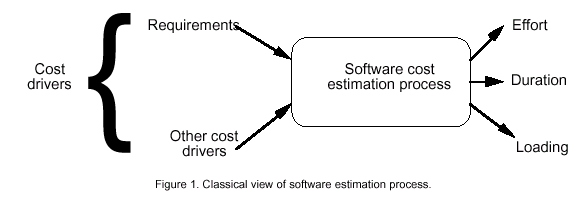 Cost
drivers
Requirements
Other cost
drivers
Software cost
estimation process
Effort
Duration
Loading
Figure 1. Classical view of software estimation process.